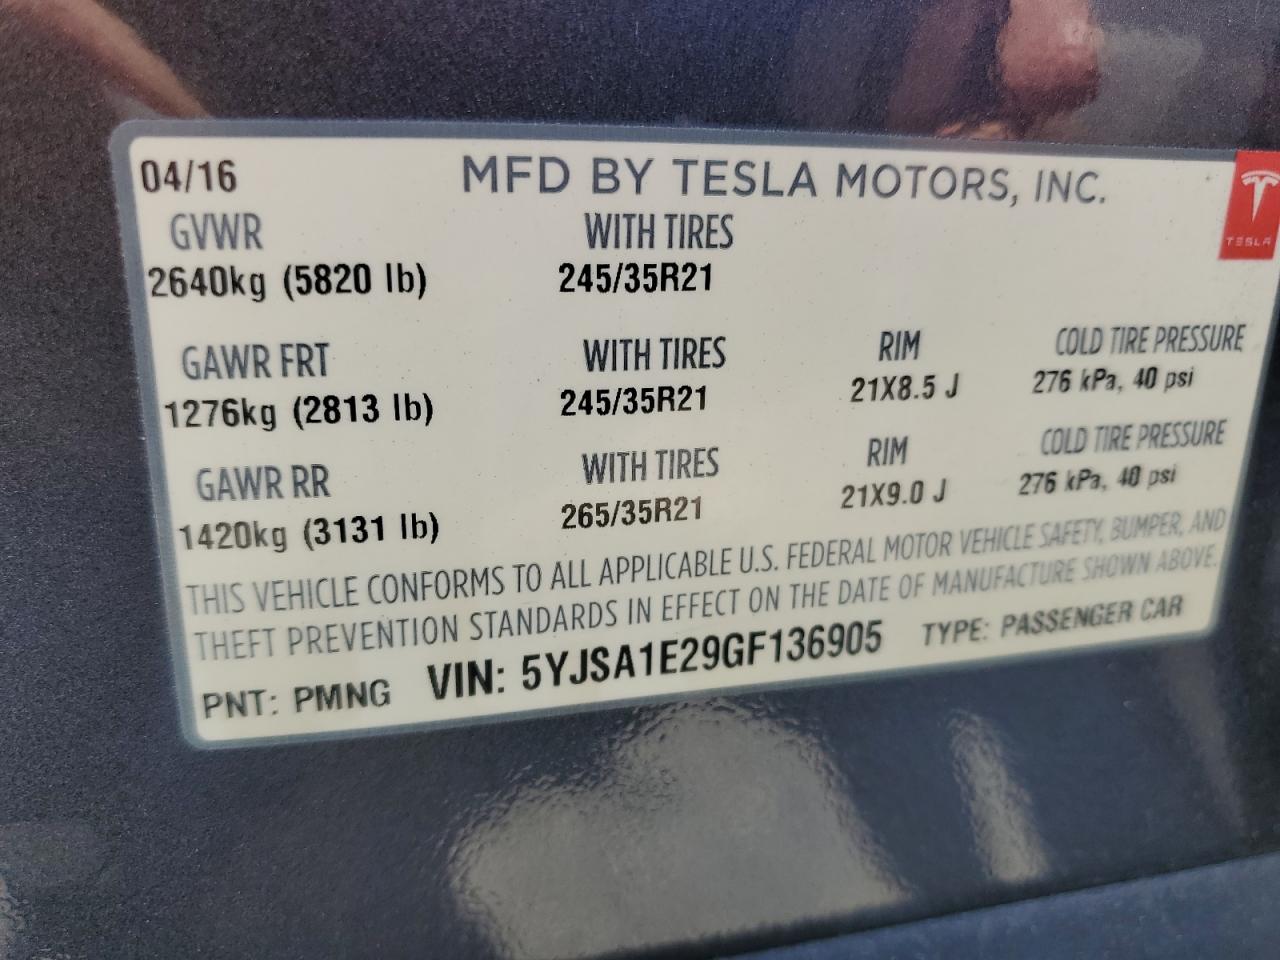 04/16 MFD BY TESLA MOTORS, INC.
TESLA
GVWR WITH TIRES
2640kg (5820 lb) 245/35R21
GAWR FRT WITH TIRES RIM COLD TIRE PRESSURE
1276kg (2813 lb) 245/35R21 21X8.5 J 276 kPa, 40 psi
GAWR RR WITH TIRES RIM COLD TIRE PRESSURE
1420kg (3131 lb) 265/35R21 21X9.0 J 276 kPa, 40 psi
THIS VEHICLE CONFORMS TO ALL APPLICABLE U.S. FEDERAL MOTOR VEHICLE SAFETY, BUMPER, AND
THEFT PREVENTION STANDARDS IN EFFECT ON THE DATE OF MANUFACTURE SHOWN ABOVE.
PNT: PMNG VIN: 5YJSA1E29GF136905 TYPE: PASSENGER CAR